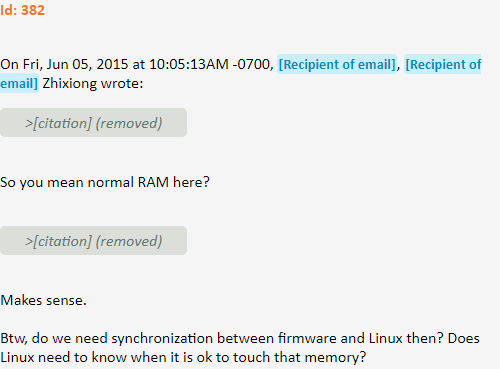 Id: 382
On Fri, Jun 05, 2015 at 10:05:13AM -0700, [Recipient of email], [Recipient of
email] Zhixiong wrote:
>[citation] (removed)
So you mean normal RAM here?
>[citation] (removed)
Makes sense.
Btw, do we need synchronization between firmware and Linux then? Does
Linux need to know when it is ok to touch that memory?